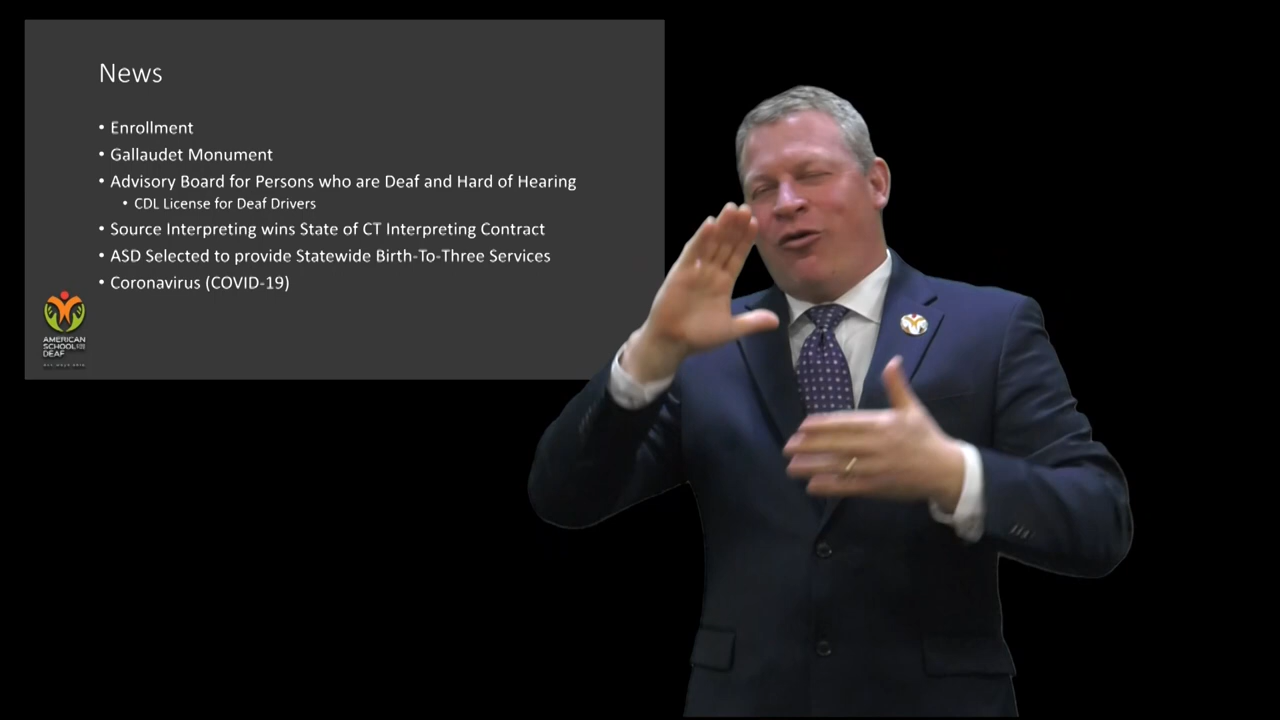 News
• Enrollment
• Gallaudet Monument
• Advisory Board for Persons who are Deaf and Hard of Hearing
• CDL License for Deaf Drivers
• Source Interpreting wins State of CT Interpreting Contract
• ASD Selected to provide Statewide Birth-To-Three Services
• Coronavirus (COVID-19)
AMERICAN
SCHOOL FOR THE
DEAF